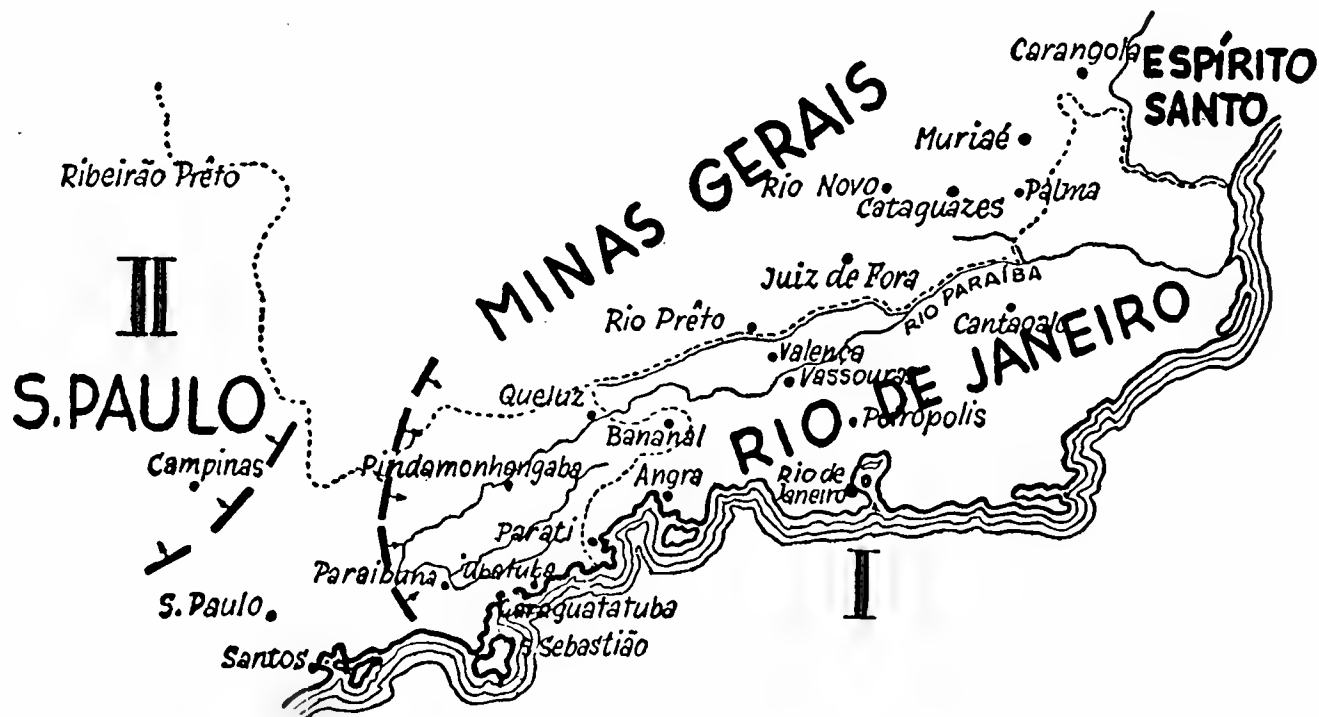 Carangola
ESPÍRITO
SANTO
MINAS GERAIS
Muriaé
Ribeirão Prêto
Rio Novo
Cataguazes
Palma
II
Juiz de Fora
RIO PARAÍBA
Rio Prêto
Cantagalo
Valença
Vassouras
S.PAULO
Queluz
RIO DE JANEIRO
Petrópolis
Bananal
Campinas
Pindamonhangaba
Angra
Rio de
Janeiro
Parati
Paraibuna
Ubatuba
I
S. Paulo
Caraguatatuba
S. Sebastião
Santos